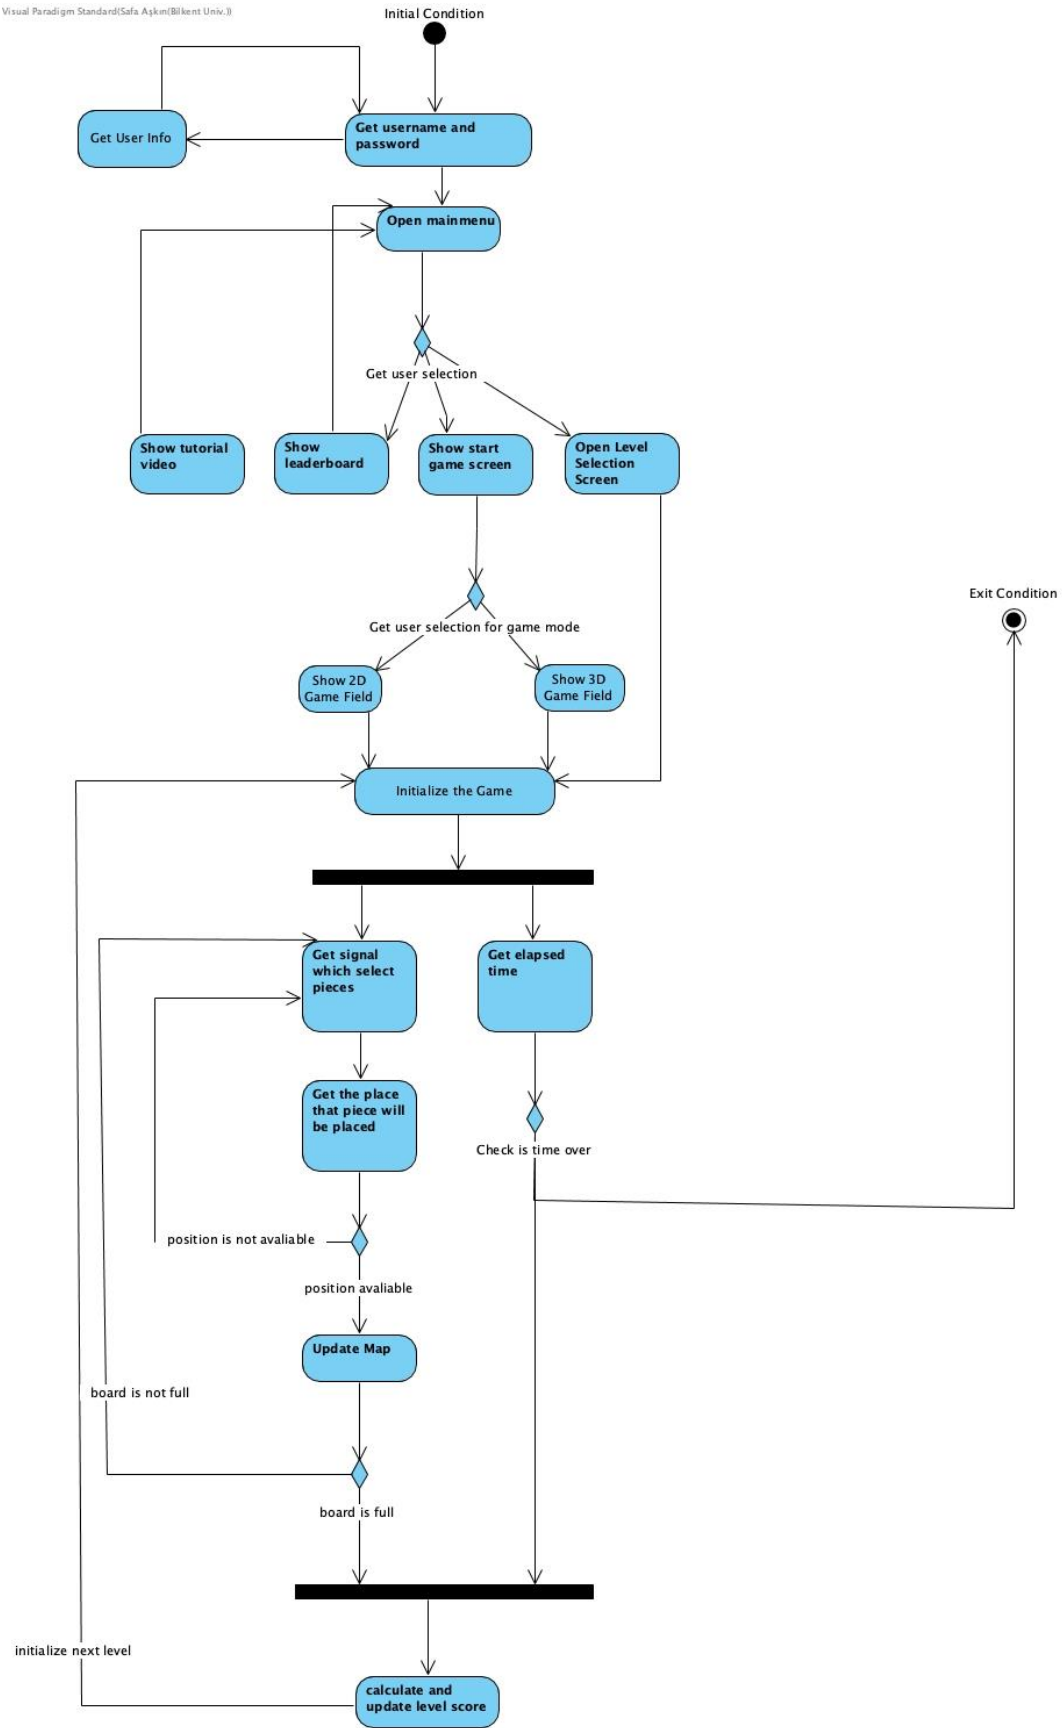 Visual Paradigm Standard(Safa Aşkın(Bilkent Univ.))
Initial Condition
Get User Info
Get username and
password
Open mainmenu
Get user selection
Show tutorial
video
Show
leaderboard
Show start
game screen
Open Level
Selection
Screen
Exit Condition
Get user selection for game mode
Show 2D
Game Field
Show 3D
Game Field
Initialize the Game
Get signal
which select
pieces
Get elapsed
time
Get the place
that piece will
be placed
Check is time over
position is not avaliable
position avaliable
Update Map
board is not full
board is full
initialize next level
calculate and
update level score